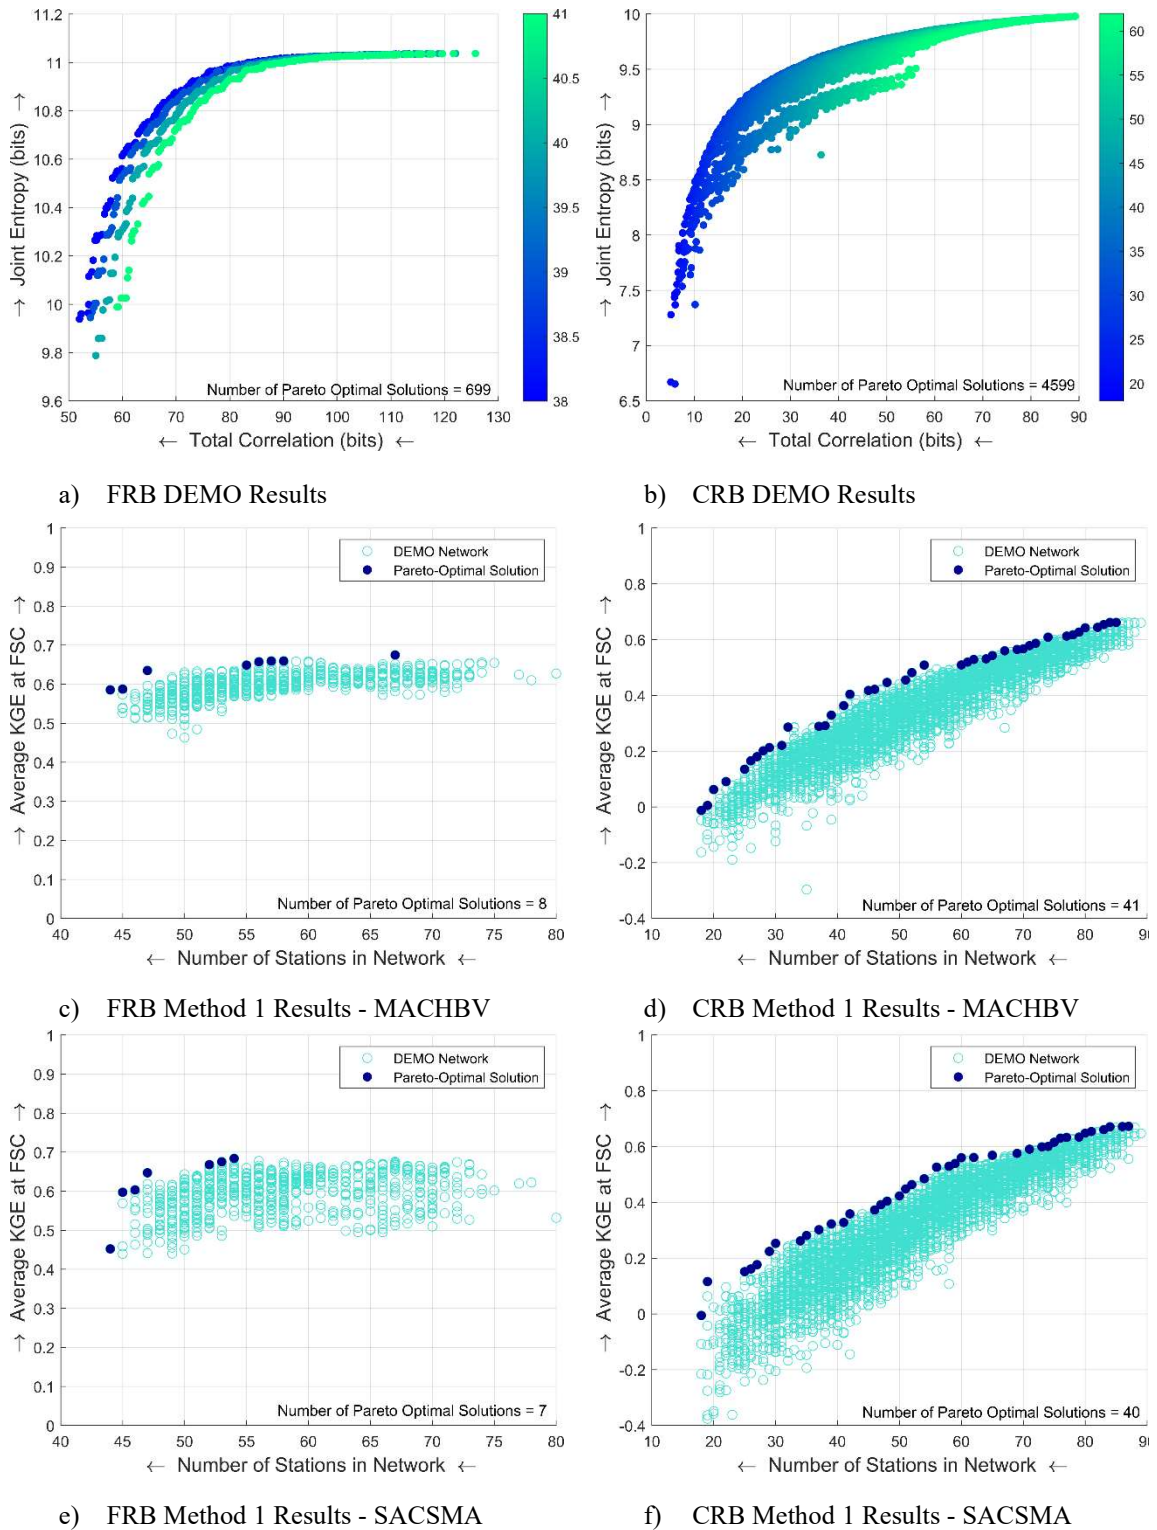 11.2
11
10.8
10.6
10.4
10.2
10
9.8
9.6
→ Joint Entropy (bits) →
50 60 70 80 90 100 110 120 130
← Total Correlation (bits) ←
Number of Pareto Optimal Solutions = 699
41
40.5
40
39.5
39
38.5
38
a) FRB DEMO Results
10
9.5
9
8.5
8
7.5
7
6.5
→ Joint Entropy (bits) →
0 10 20 30 40 50 60 70 80 90
← Total Correlation (bits) ←
Number of Pareto Optimal Solutions = 4599
60
55
50
45
40
35
30
25
20
b) CRB DEMO Results
1
0.9
0.8
0.7
0.6
0.5
0.4
0.3
0.2
0.1
0
→ Average KGE at FSC →
DEMO Network
Pareto-Optimal Solution
Number of Pareto Optimal Solutions = 8
40 45 50 55 60 65 70 75 80
← Number of Stations in Network ←
c) FRB Method 1 Results - MACHBV
1
0.8
0.6
0.4
0.2
0
-0.2
-0.4
→ Average KGE at FSC →
DEMO Network
Pareto-Optimal Solution
Number of Pareto Optimal Solutions = 41
10 20 30 40 50 60 70 80 90
← Number of Stations in Network ←
d) CRB Method 1 Results - MACHBV
1
0.9
0.8
0.7
0.6
0.5
0.4
0.3
0.2
0.1
0
→ Average KGE at FSC →
DEMO Network
Pareto-Optimal Solution
Number of Pareto Optimal Solutions = 7
40 45 50 55 60 65 70 75 80
← Number of Stations in Network ←
e) FRB Method 1 Results - SACSMA
1
0.8
0.6
0.4
0.2
0
-0.2
-0.4
→ Average KGE at FSC →
DEMO Network
Pareto-Optimal Solution
Number of Pareto Optimal Solutions = 40
10 20 30 40 50 60 70 80 90
← Number of Stations in Network ←
f) CRB Method 1 Results - SACSMA